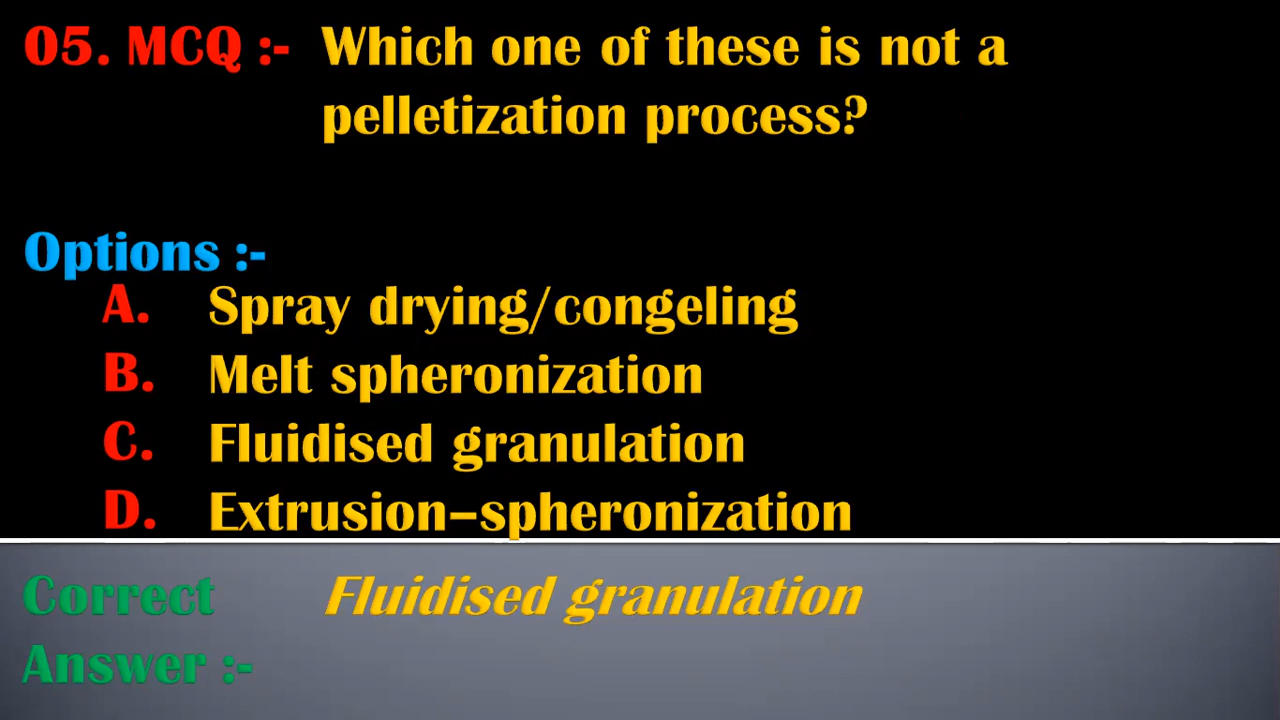 05. MCQ :- Which one of these is not a
pelletization process?
Options :-
A. Spray drying/congeling
B. Melt spheronization
C. Fluidised granulation
D. Extrusion–spheronization
Correct Fluidised granulation
Answer :-